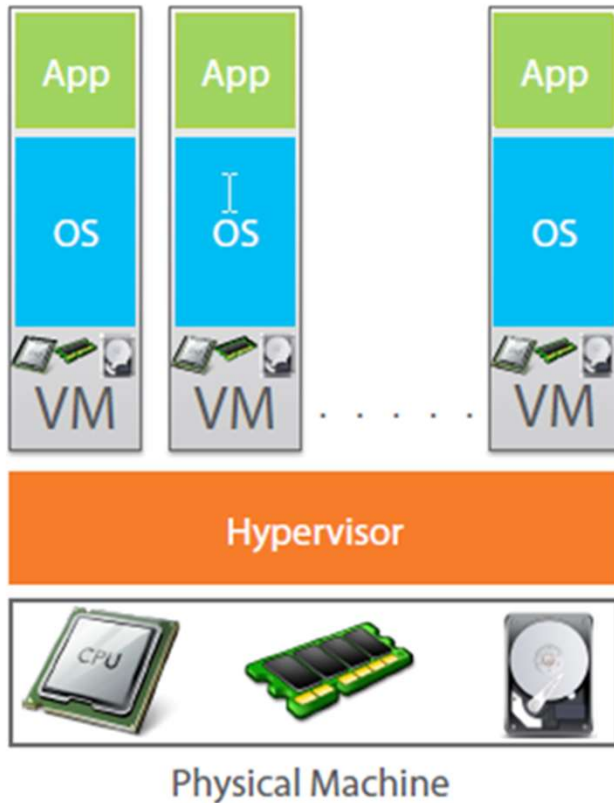 App App App
OS OS OS
VM VM . . . . . VM
Hypervisor
CPU
Physical Machine